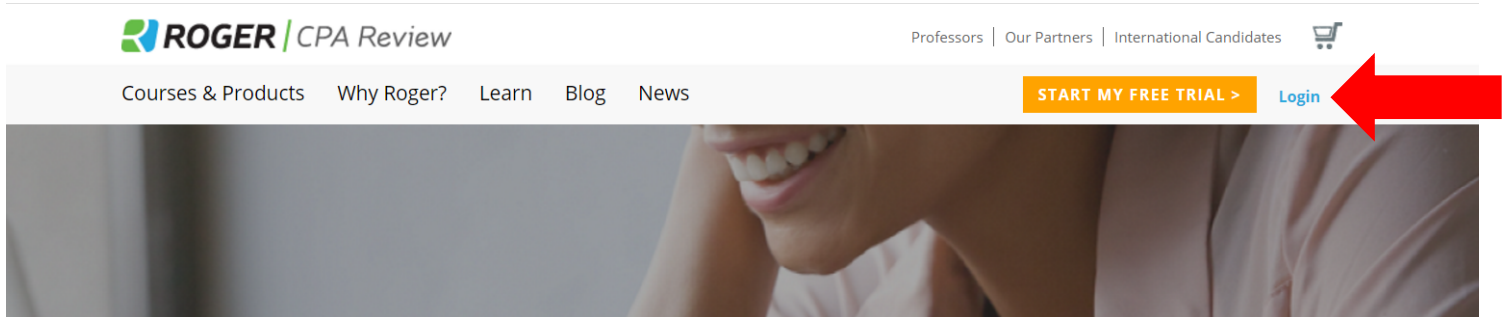 ROGER | CPA Review
Professors | Our Partners | International Candidates
Courses & Products Why Roger? Learn Blog News
START MY FREE TRIAL > Login